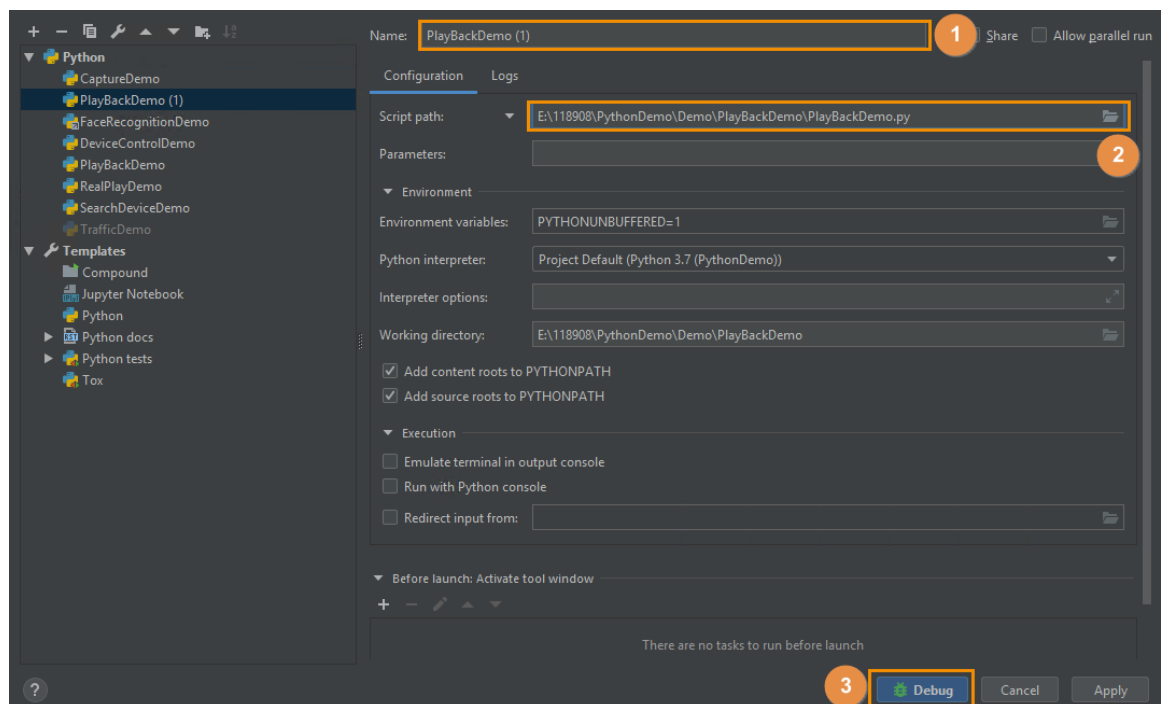 Name: PlayBackDemo (1) 1 Share Allow parallel run
Python
CaptureDemo
PlayBackDemo (1)
FaceRecognitionDemo
DeviceControlDemo
PlayBackDemo
RealPlayDemo
SearchDeviceDemo
TrafficDemo
Templates
Compound
Jupyter Notebook
Python
Python docs
Python tests
Tox
Configuration Logs
Script path: E:\118908\PythonDemo\Demo\PlayBackDemo\PlayBackDemo.py
2
Parameters:
Environment
Environment variables: PYTHONUNBUFFERED=1
Python interpreter: Project Default (Python 3.7 (PythonDemo))
Interpreter options:
Working directory: E:\118908\PythonDemo\Demo\PlayBackDemo
Add content roots to PYTHONPATH
Add source roots to PYTHONPATH
Execution
Emulate terminal in output console
Run with Python console
Redirect input from:
Before launch: Activate tool window
There are no tasks to run before launch
? 3 Debug Cancel Apply